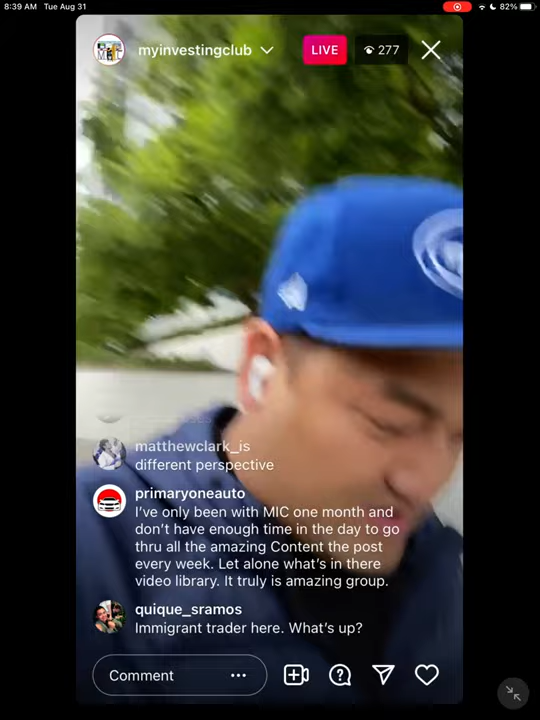 8:39 AM Tue Aug 31
82%
myinvestingclub
LIVE
277
matthewclark_is
different perspective
primaryoneauto
I've only been with MIC one month and
don't have enough time in the day to go
thru all the amazing Content the post
every week. Let alone what's in there
video library. It truly is amazing group.
quique_sramos
Immigrant trader here. What's up?
Comment